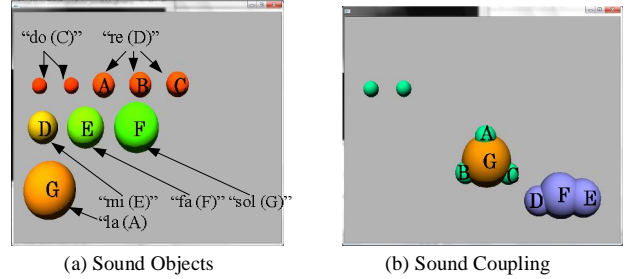 “do (C)” “re (D)”
A B C
D E F
G
“mi (E)” “fa (F)” “sol (G)”
“la (A)
(a) Sound Objects
A
G
B C
D F E
(b) Sound Coupling